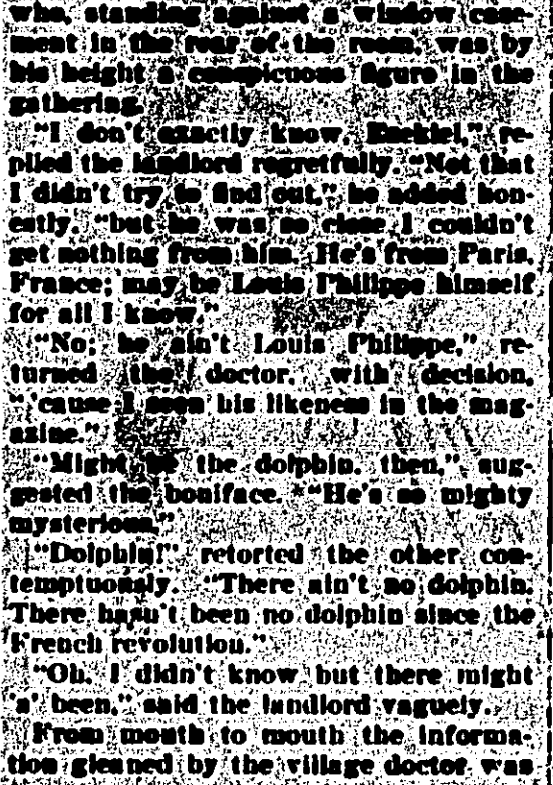 who, standing against a window case-
ment in the rear of the room, was by
his height a conspicuous figure in the
gathering.
"I don't exactly know, Ezekiel," re-
plied the landlord regretfully. "Not that
I didn't try to find out," he added hon-
estly, "but he was so close I couldn't
get nothing from him. He's from Paris,
France; may be Louis Philippe himself
for all I know."
"No; he ain't Louis Philippe," re-
turned the doctor, with decision,
"'cause I seen his likeness in the mag-
azine."
"Might be the dolphin, then," sug-
gested the boniface. "He's so mighty
mysterious."
"Dolphin!" retorted the other con-
temptuously. "There ain't no dolphin.
There hasn't been no dolphin since the
French revolution."
"Oh, I didn't know but there might
'a' been," said the landlord vaguely.
From mouth to mouth the informa-
tion gleaned by the village doctor was